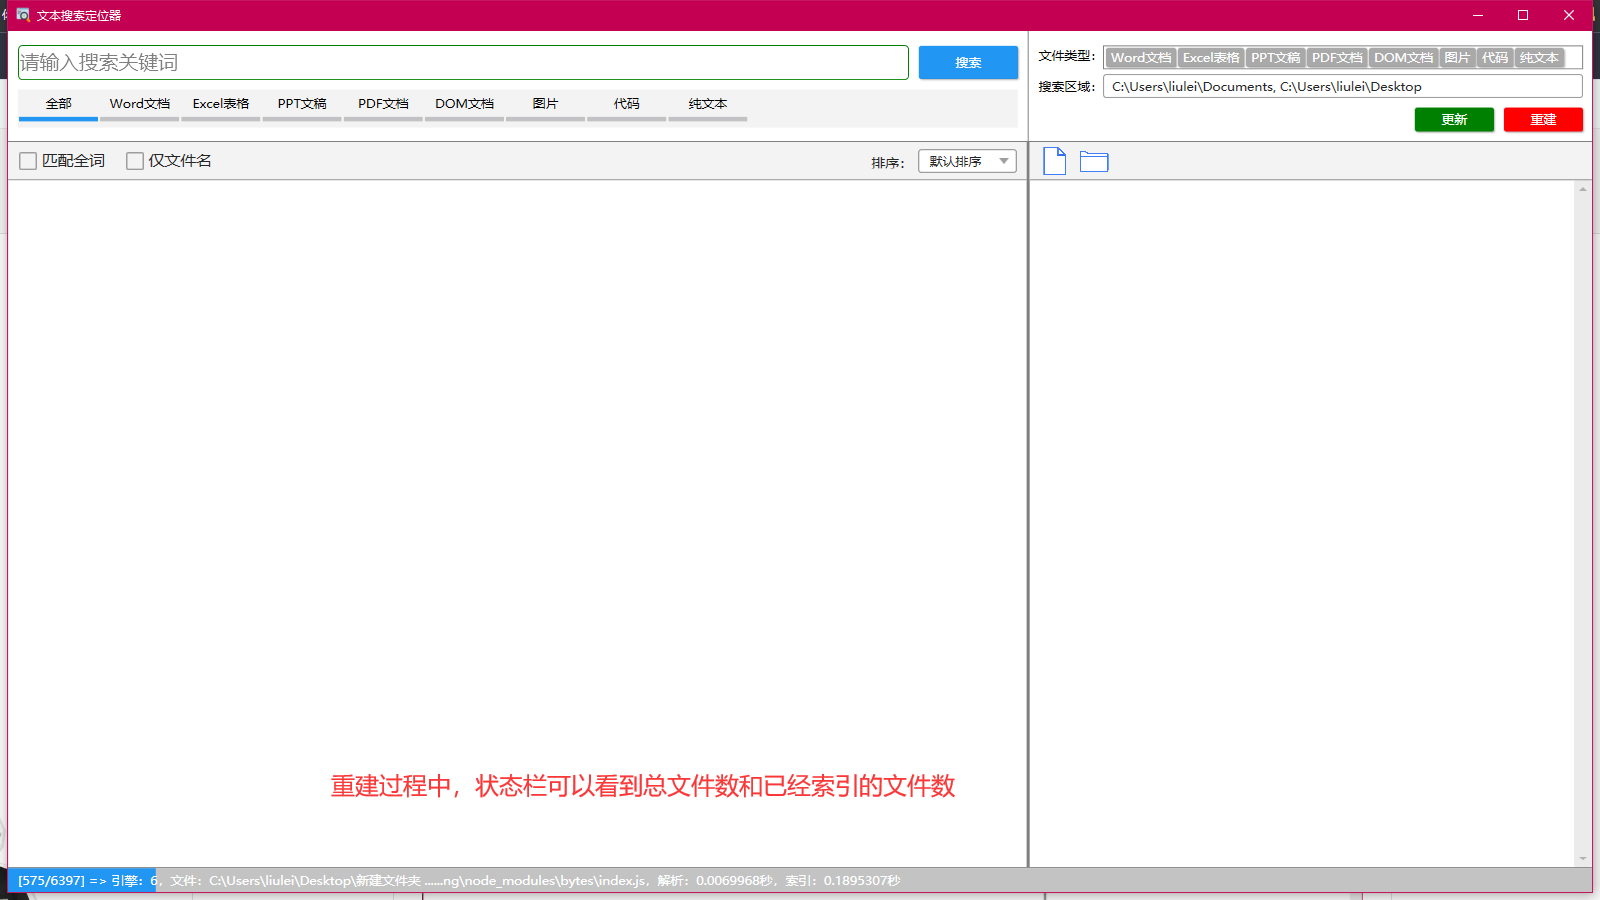 文本搜索定位器
请输入搜索关键词
搜索
全部 Word文档 Excel表格 PPT文稿 PDF文档 DOM文档 图片 代码 纯文本
文件类型： Word文档 Excel表格 PPT文稿 PDF文档 DOM文档 图片 代码 纯文本
搜索区域： C:\Users\liulei\Documents, C:\Users\liulei\Desktop
更新 重建
匹配全词 仅文件名 排序： 默认排序
重建过程中，状态栏可以看到总文件数和已经索引的文件数
[575/6397] => 引擎：6，文件：C:\Users\liulei\Desktop\新建文件夹 ......ng\node_modules\bytes\index.js，解析：0.0069968秒，索引：0.1895307秒